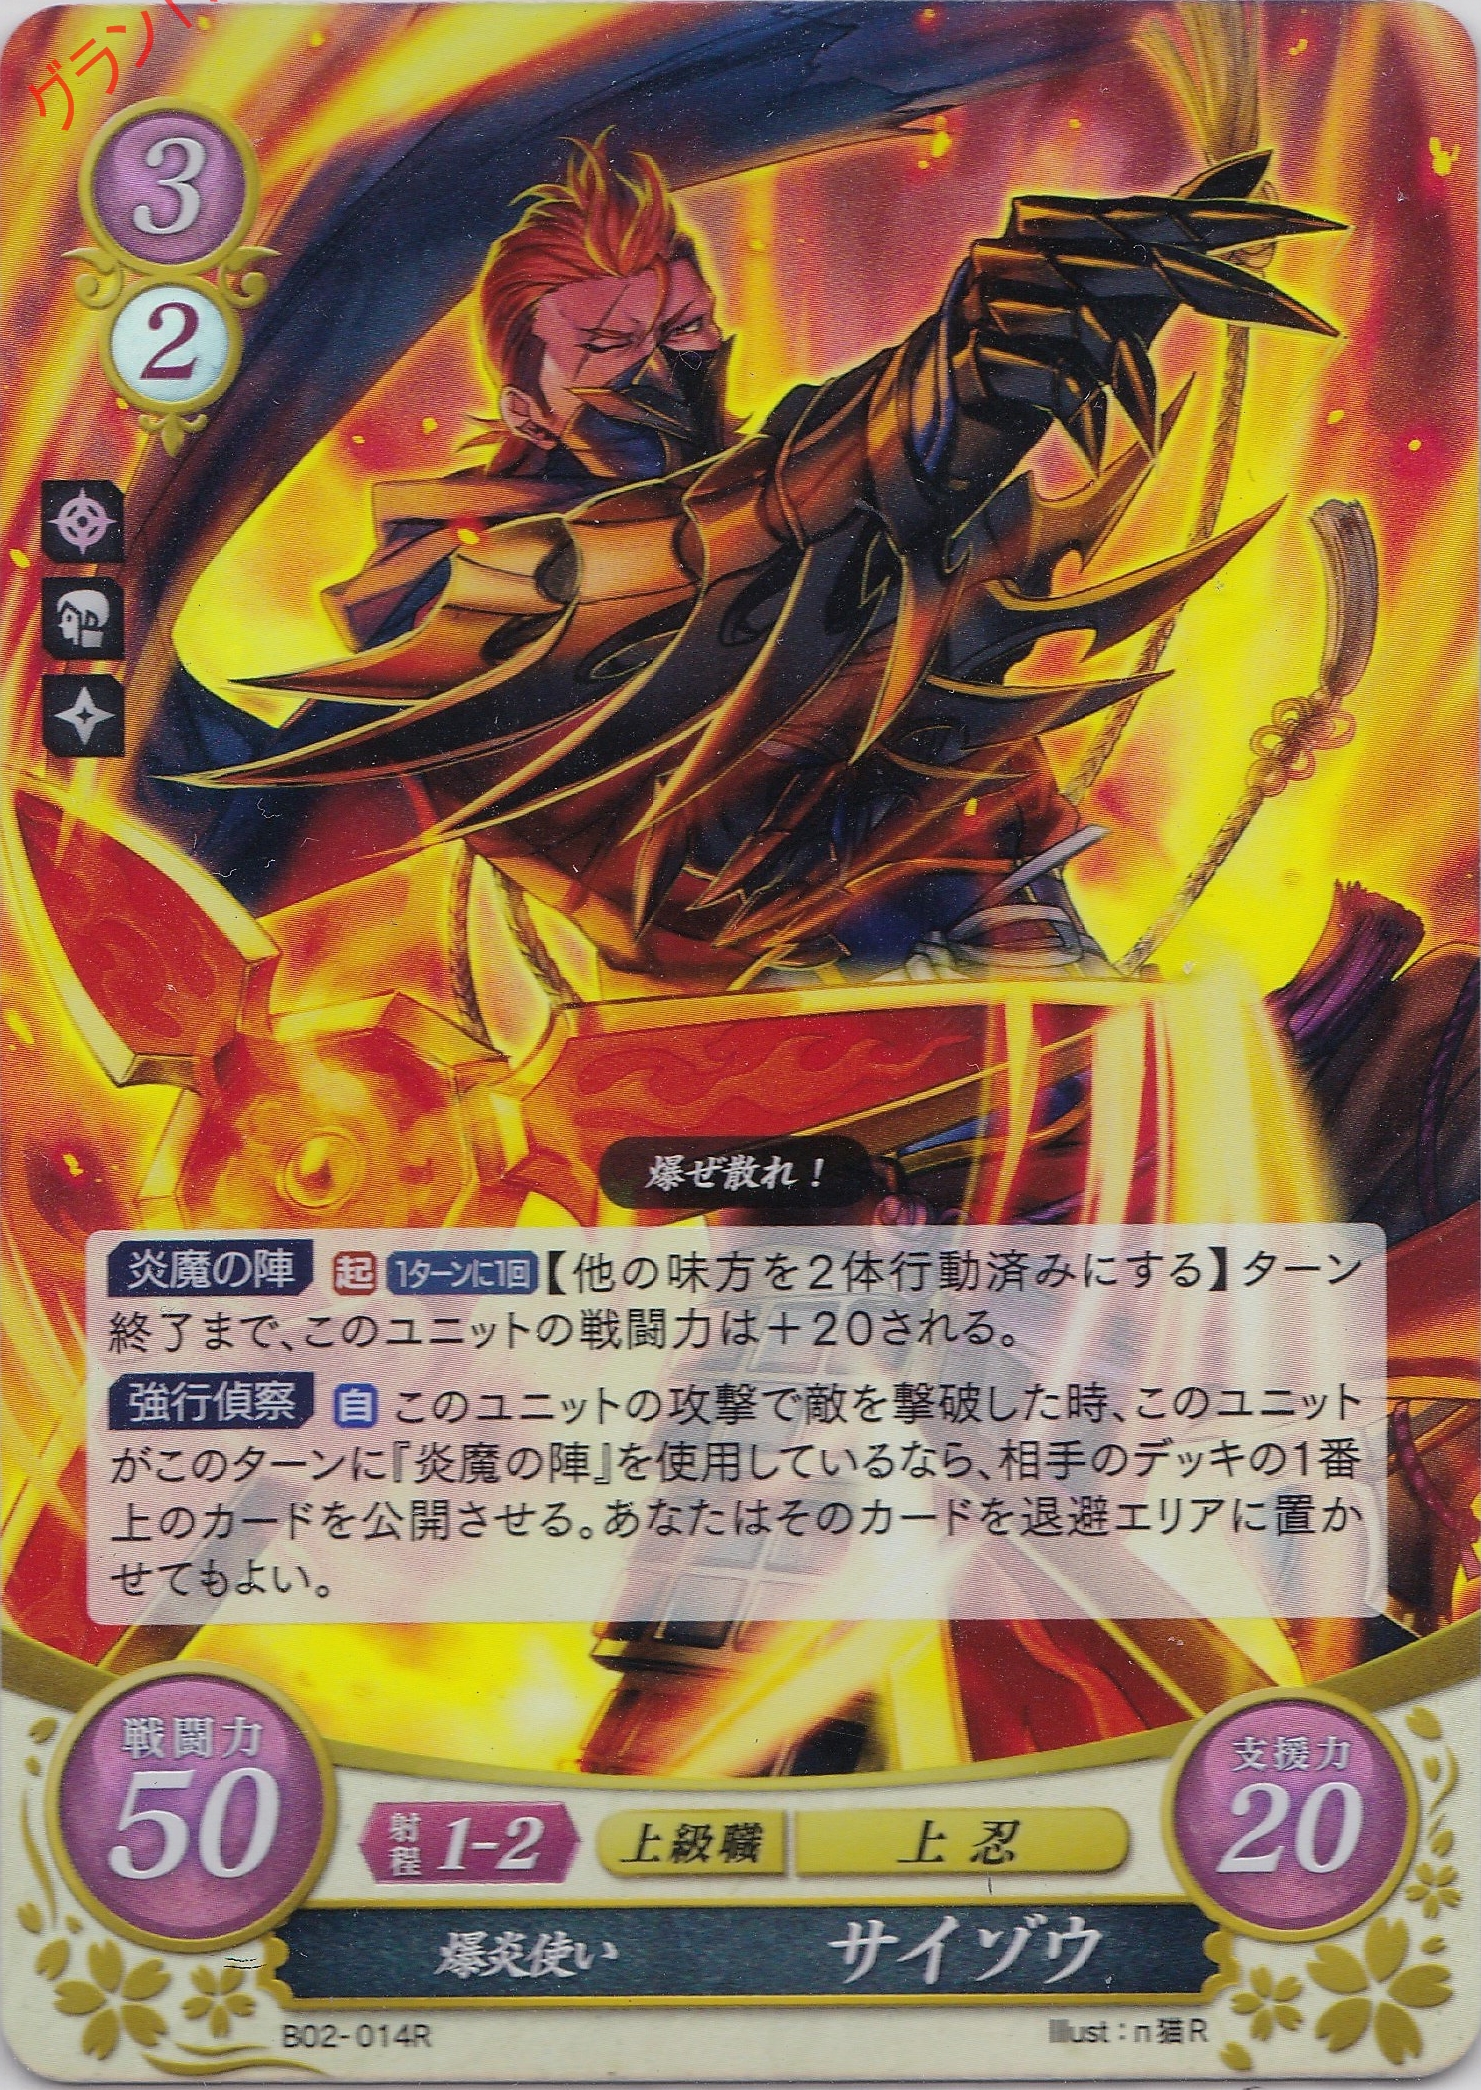 グラン
3
2
爆ぜ散れ！
炎魔の陣 起 1ターンに1回【他の味方を2体行動済みにする】ターン
終了まで、このユニットの戦闘力は＋20される。
強行偵察 自 このユニットの攻撃で敵を撃破した時、このユニット
がこのターンに『炎魔の陣』を使用しているなら、相手のデッキの1番
上のカードを公開させる。あなたはそのカードを退避エリアに置か
せてもよい。
戦闘力
50
射程 1-2
上級職 上忍
支援力
20
爆炎使い サイゾウ
B02-014R
Illust：n猫R